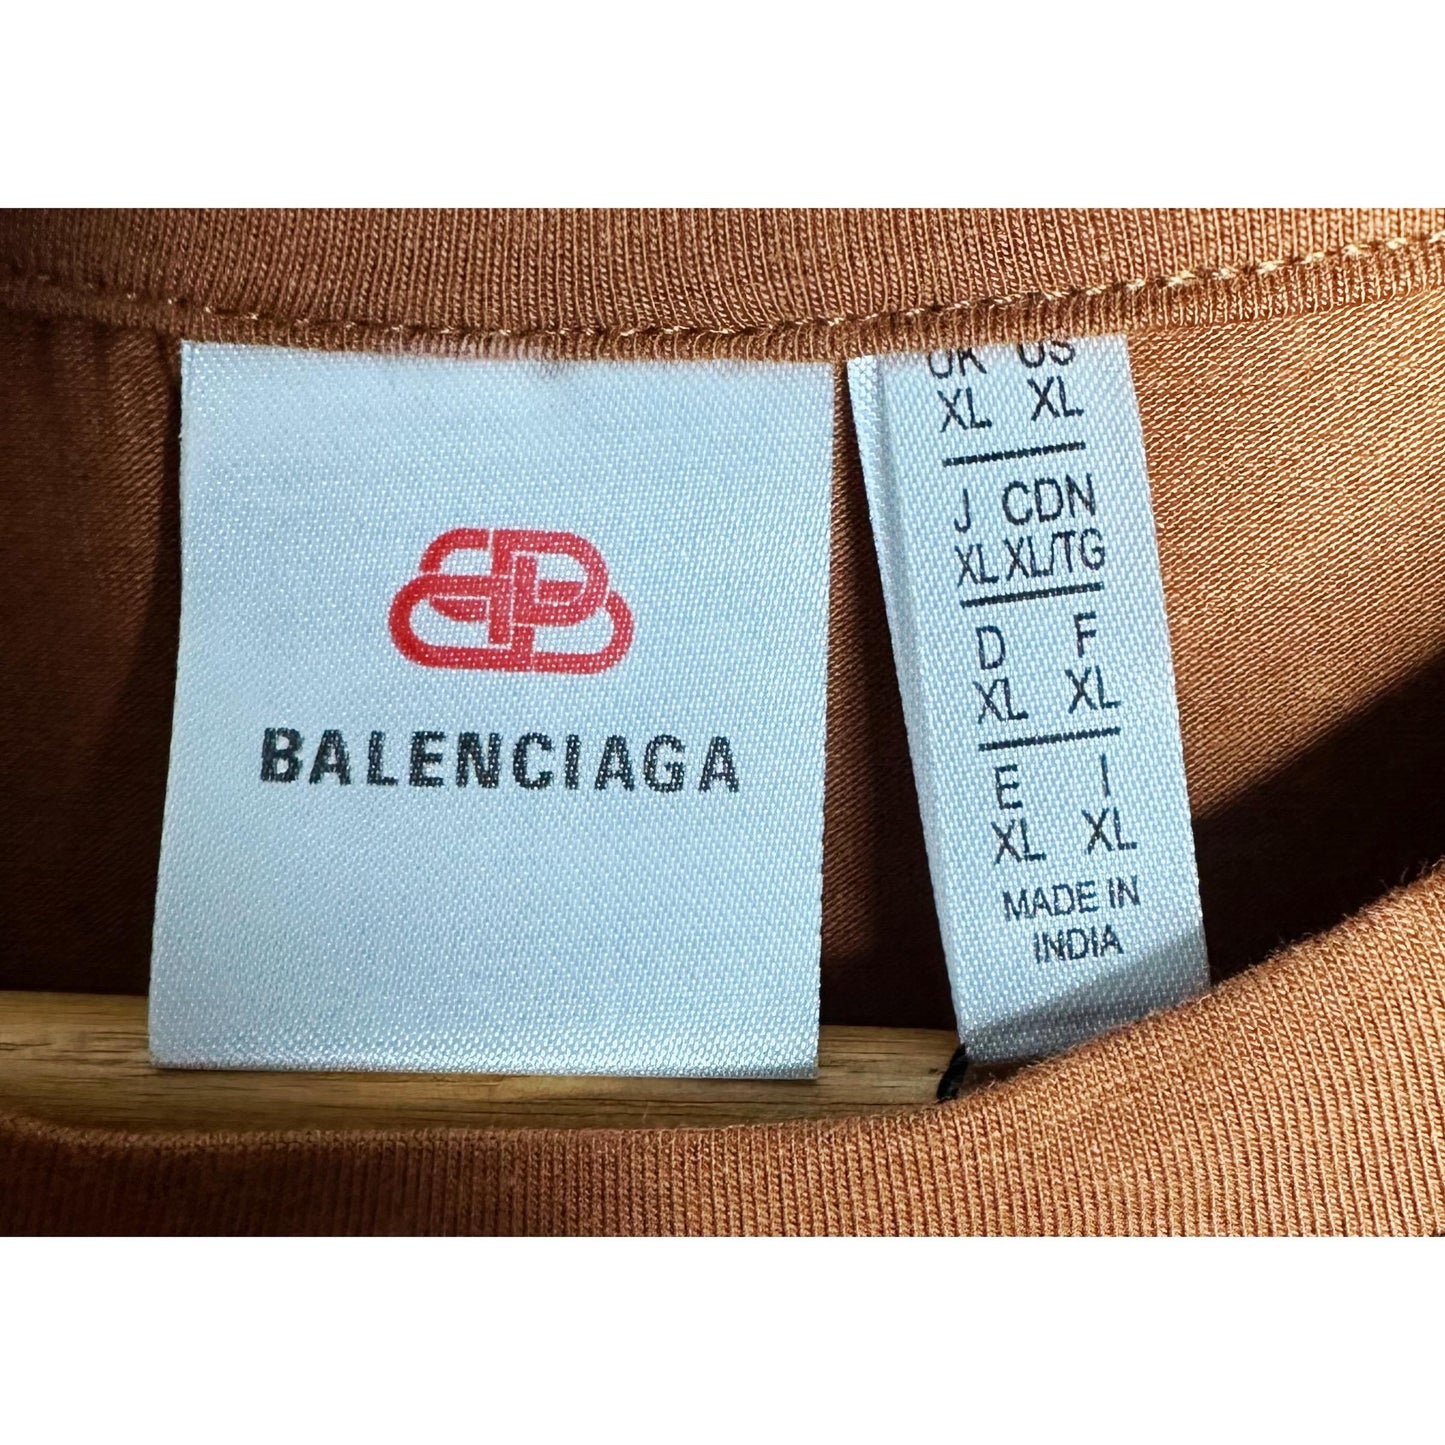 BALENCIAGA
UK US
XL XL
J CDN
XL XL/TG
D F
XL XL
E I
XL XL
MADE IN
INDIA